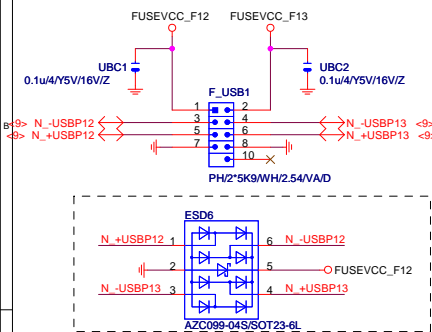 FUSEVCC_F12 FUSEVCC_F13
UBC1 UBC2
0.1u/4/Y5V/16V/Z 0.1u/4/Y5V/16V/Z
F_USB1
1 2
B <9> N_-USBP12 3 4 N_-USBP13 <9>
<9> N_+USBP12 5 6 N_+USBP13 <9>
7 8
10
PH/2*5K9/WH/2.54/VA/D
ESD6
N_+USBP12 1 6 N_-USBP12
2 5 FUSEVCC_F12
N_-USBP13 3 4 N_+USBP13
AZC099-04S/SOT23-6L